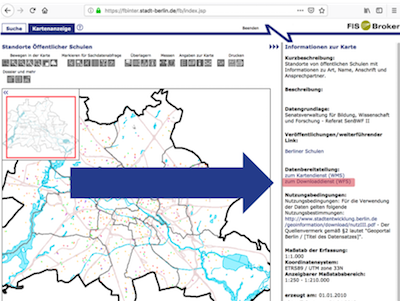 https://fbinter.stadt-berlin.de/fb/index.jsp
Suche
Kartenanzeige
Beenden
FIS
Broker
Standorte Öffentlicher Schulen
Bewegen in der Karte
Markieren für Sachdatenabfrage
Überlagern
Messen
Angaben zur Karte
Drucken
Dossier und Mehr
Informationen zur Karte
Kurzbeschreibung:
Standorte von öffentlichen Schulen mit
Informationen zu Art, Name, Anschrift und
Ansprechpartner.
Beschreibung:
Datengrundlage:
Senatsverwaltung für Bildung, Wissenschaft
und Forschung - Referat SenBWF II
Veröffentlichungen/weiterführender
Link:
Berliner Schulen
Datenbereitstellung:
zum Kartendienst (WMS)
zum Downloaddienst (WFS)
Nutzungsbedingungen:
Nutzungsbedingungen: Für die Verwendung
der Daten gelten folgende
Nutzungsbestimmungen:
http://www.stadtentwicklung.berlin.de
/geoinformation/download/nutzIII.pdf - Der
Quellenvermerk gemäß §2 lautet "Geoportal
Berlin / [Titel des Datensatzes]".
Maßstab der Erfassung:
1:1.000
Koordinatensystem:
ETRS89 / UTM zone 33N
Anzeigbarer Maßstabsbereich:
1:250 - 1:210.000
erzeugt am: 01.01.2010